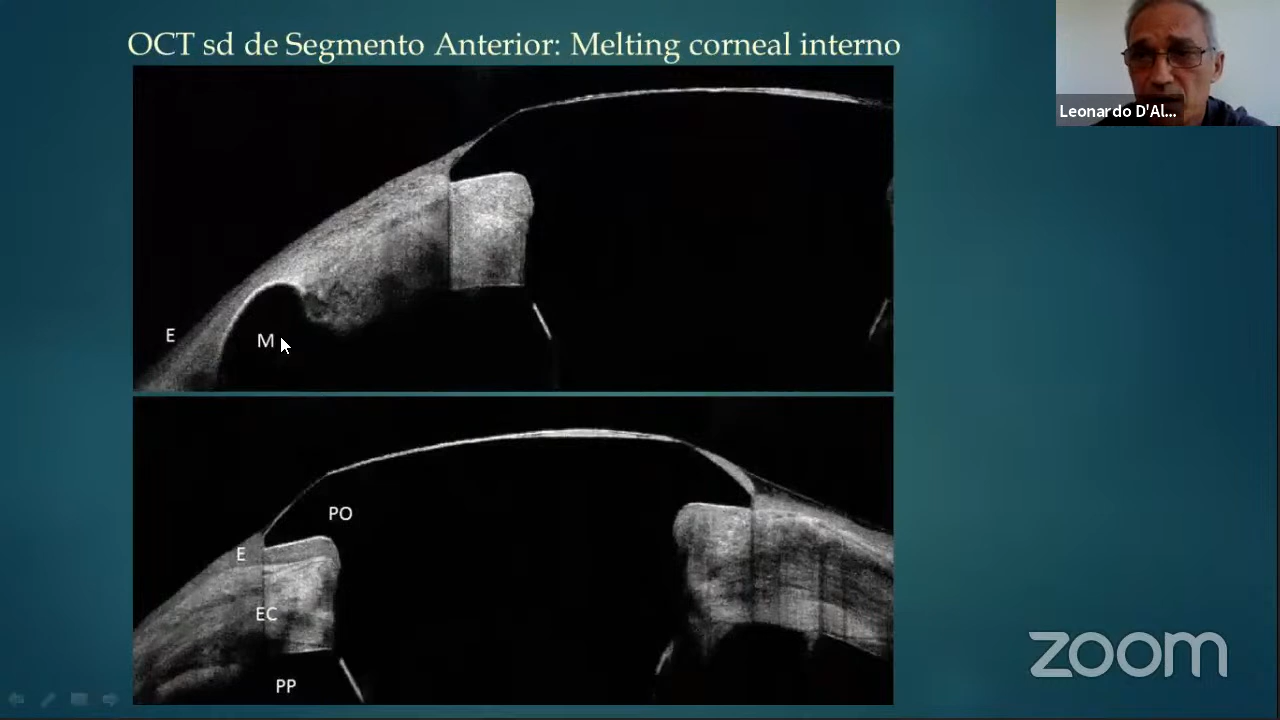 OCT sd de Segmento Anterior: Melting corneal interno
Leonardo D'Al...
E
M
PO
E
EC
PP
zoom